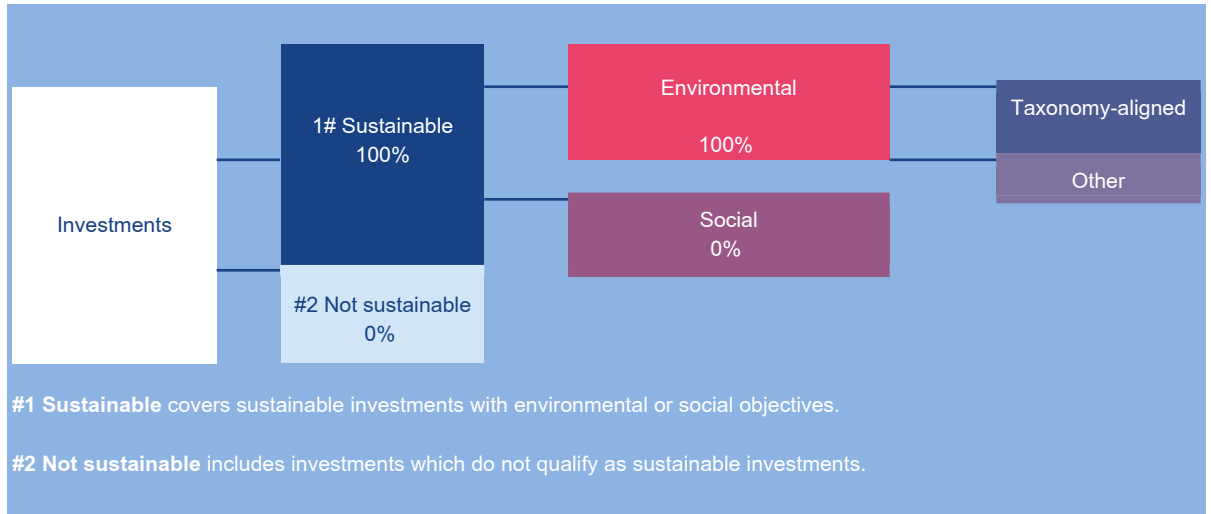 Investments
1# Sustainable
100%
#2 Not sustainable
0%
Environmental
100%
Social
0%
Taxonomy-aligned
Other
#1 Sustainable covers sustainable investments with environmental or social objectives.
#2 Not sustainable includes investments which do not qualify as sustainable investments.